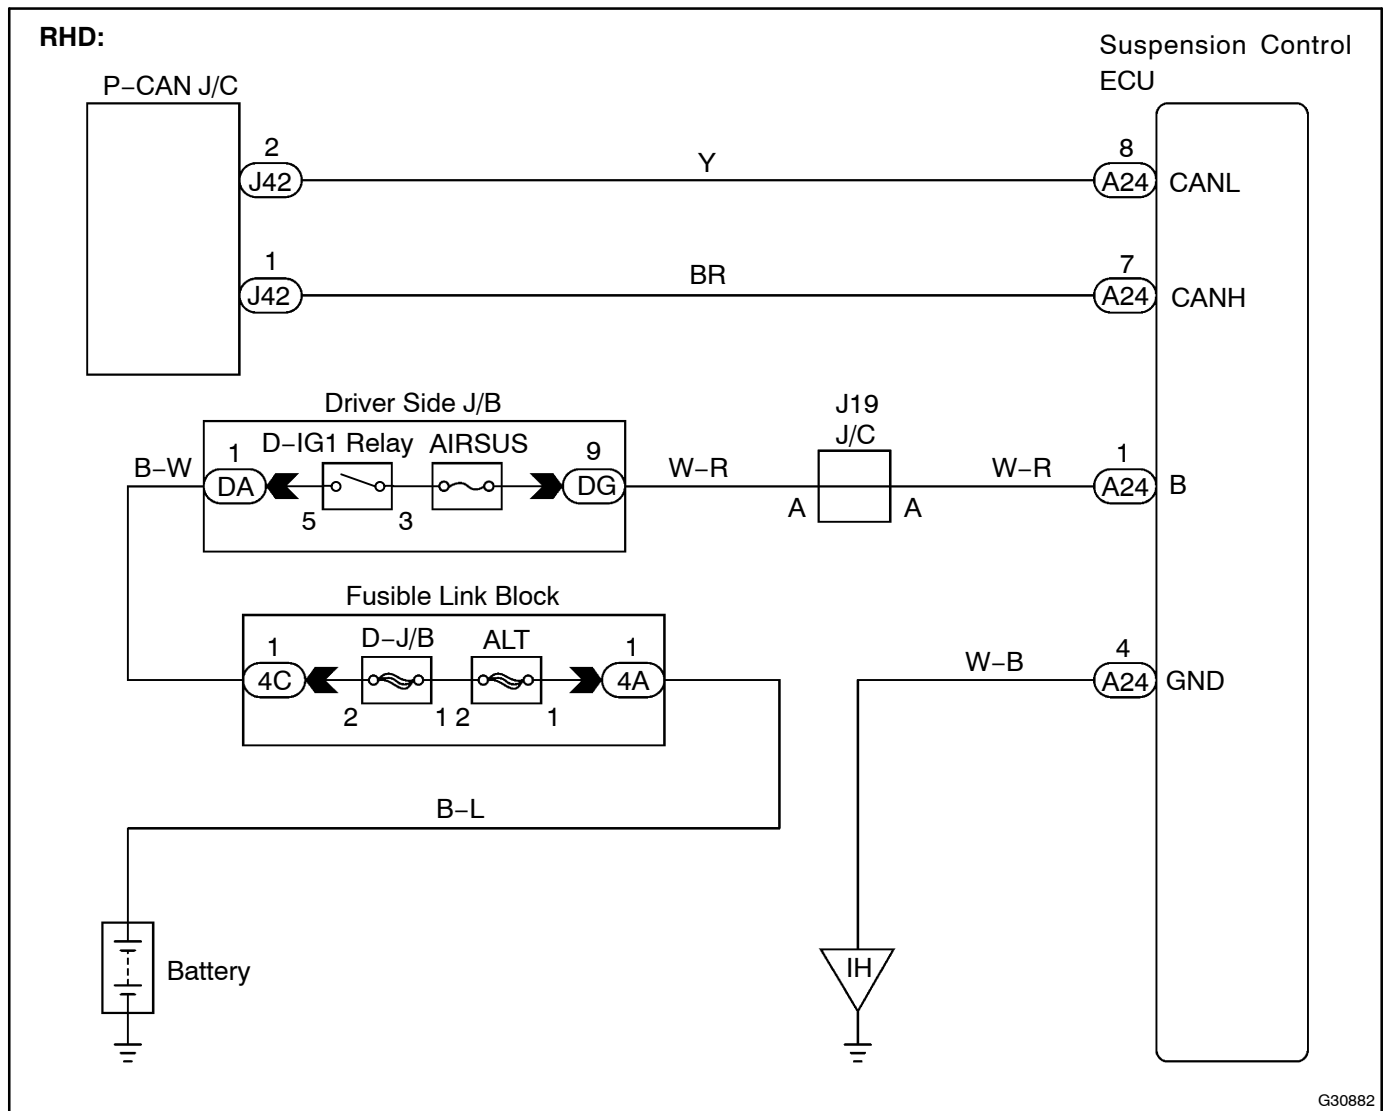 RHD:
Suspension Control
ECU
P−CAN J/C
2
J42
Y
8
A24
CANL
1
J42
BR
7
A24
CANH
Driver Side J/B
J19
J/C
B−W
1
DA
D−IG1 Relay
AIRSUS
9
DG
W−R
W−R
1
A24
B
5
3
A
A
Fusible Link Block
1
4C
D−J/B
ALT
1
4A
W−B
4
A24
GND
2
1
2
1
B−L
Battery
IH
G30882